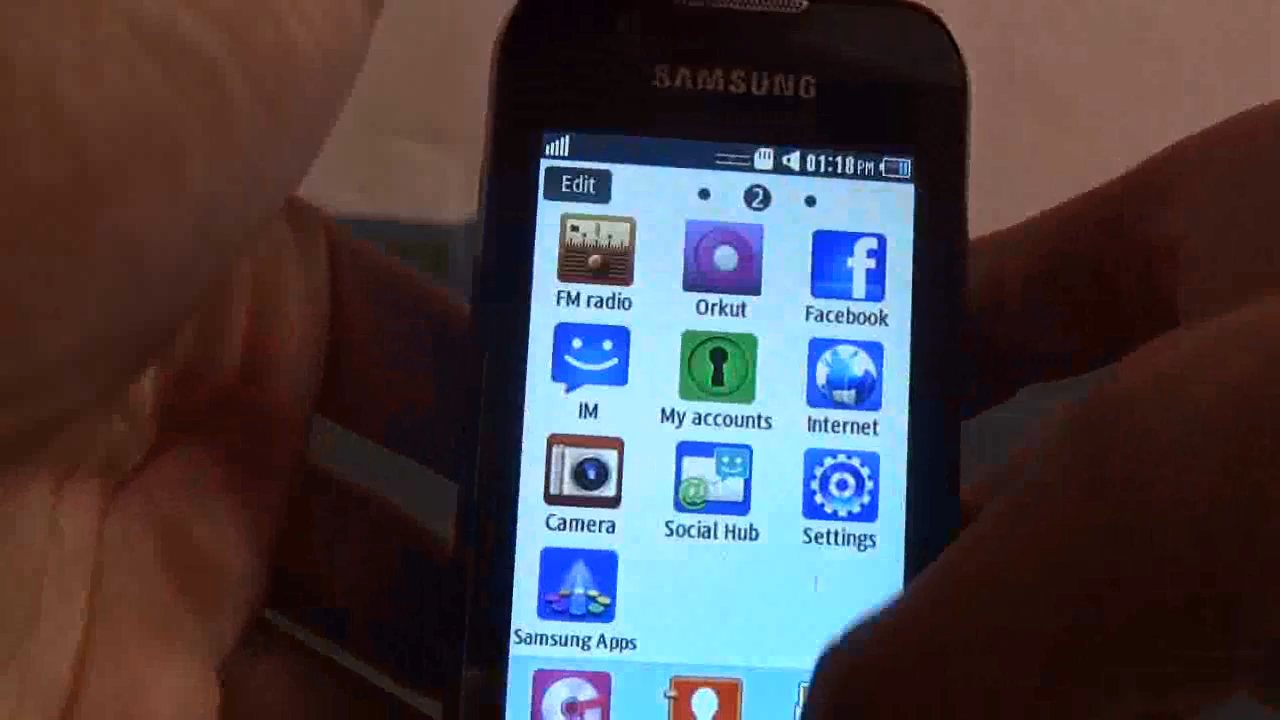 SAMSUNG
01:18PM
Edit
2
FM radio
Orkut
Facebook
IM
My accounts
Internet
Camera
Social Hub
Settings
Samsung Apps